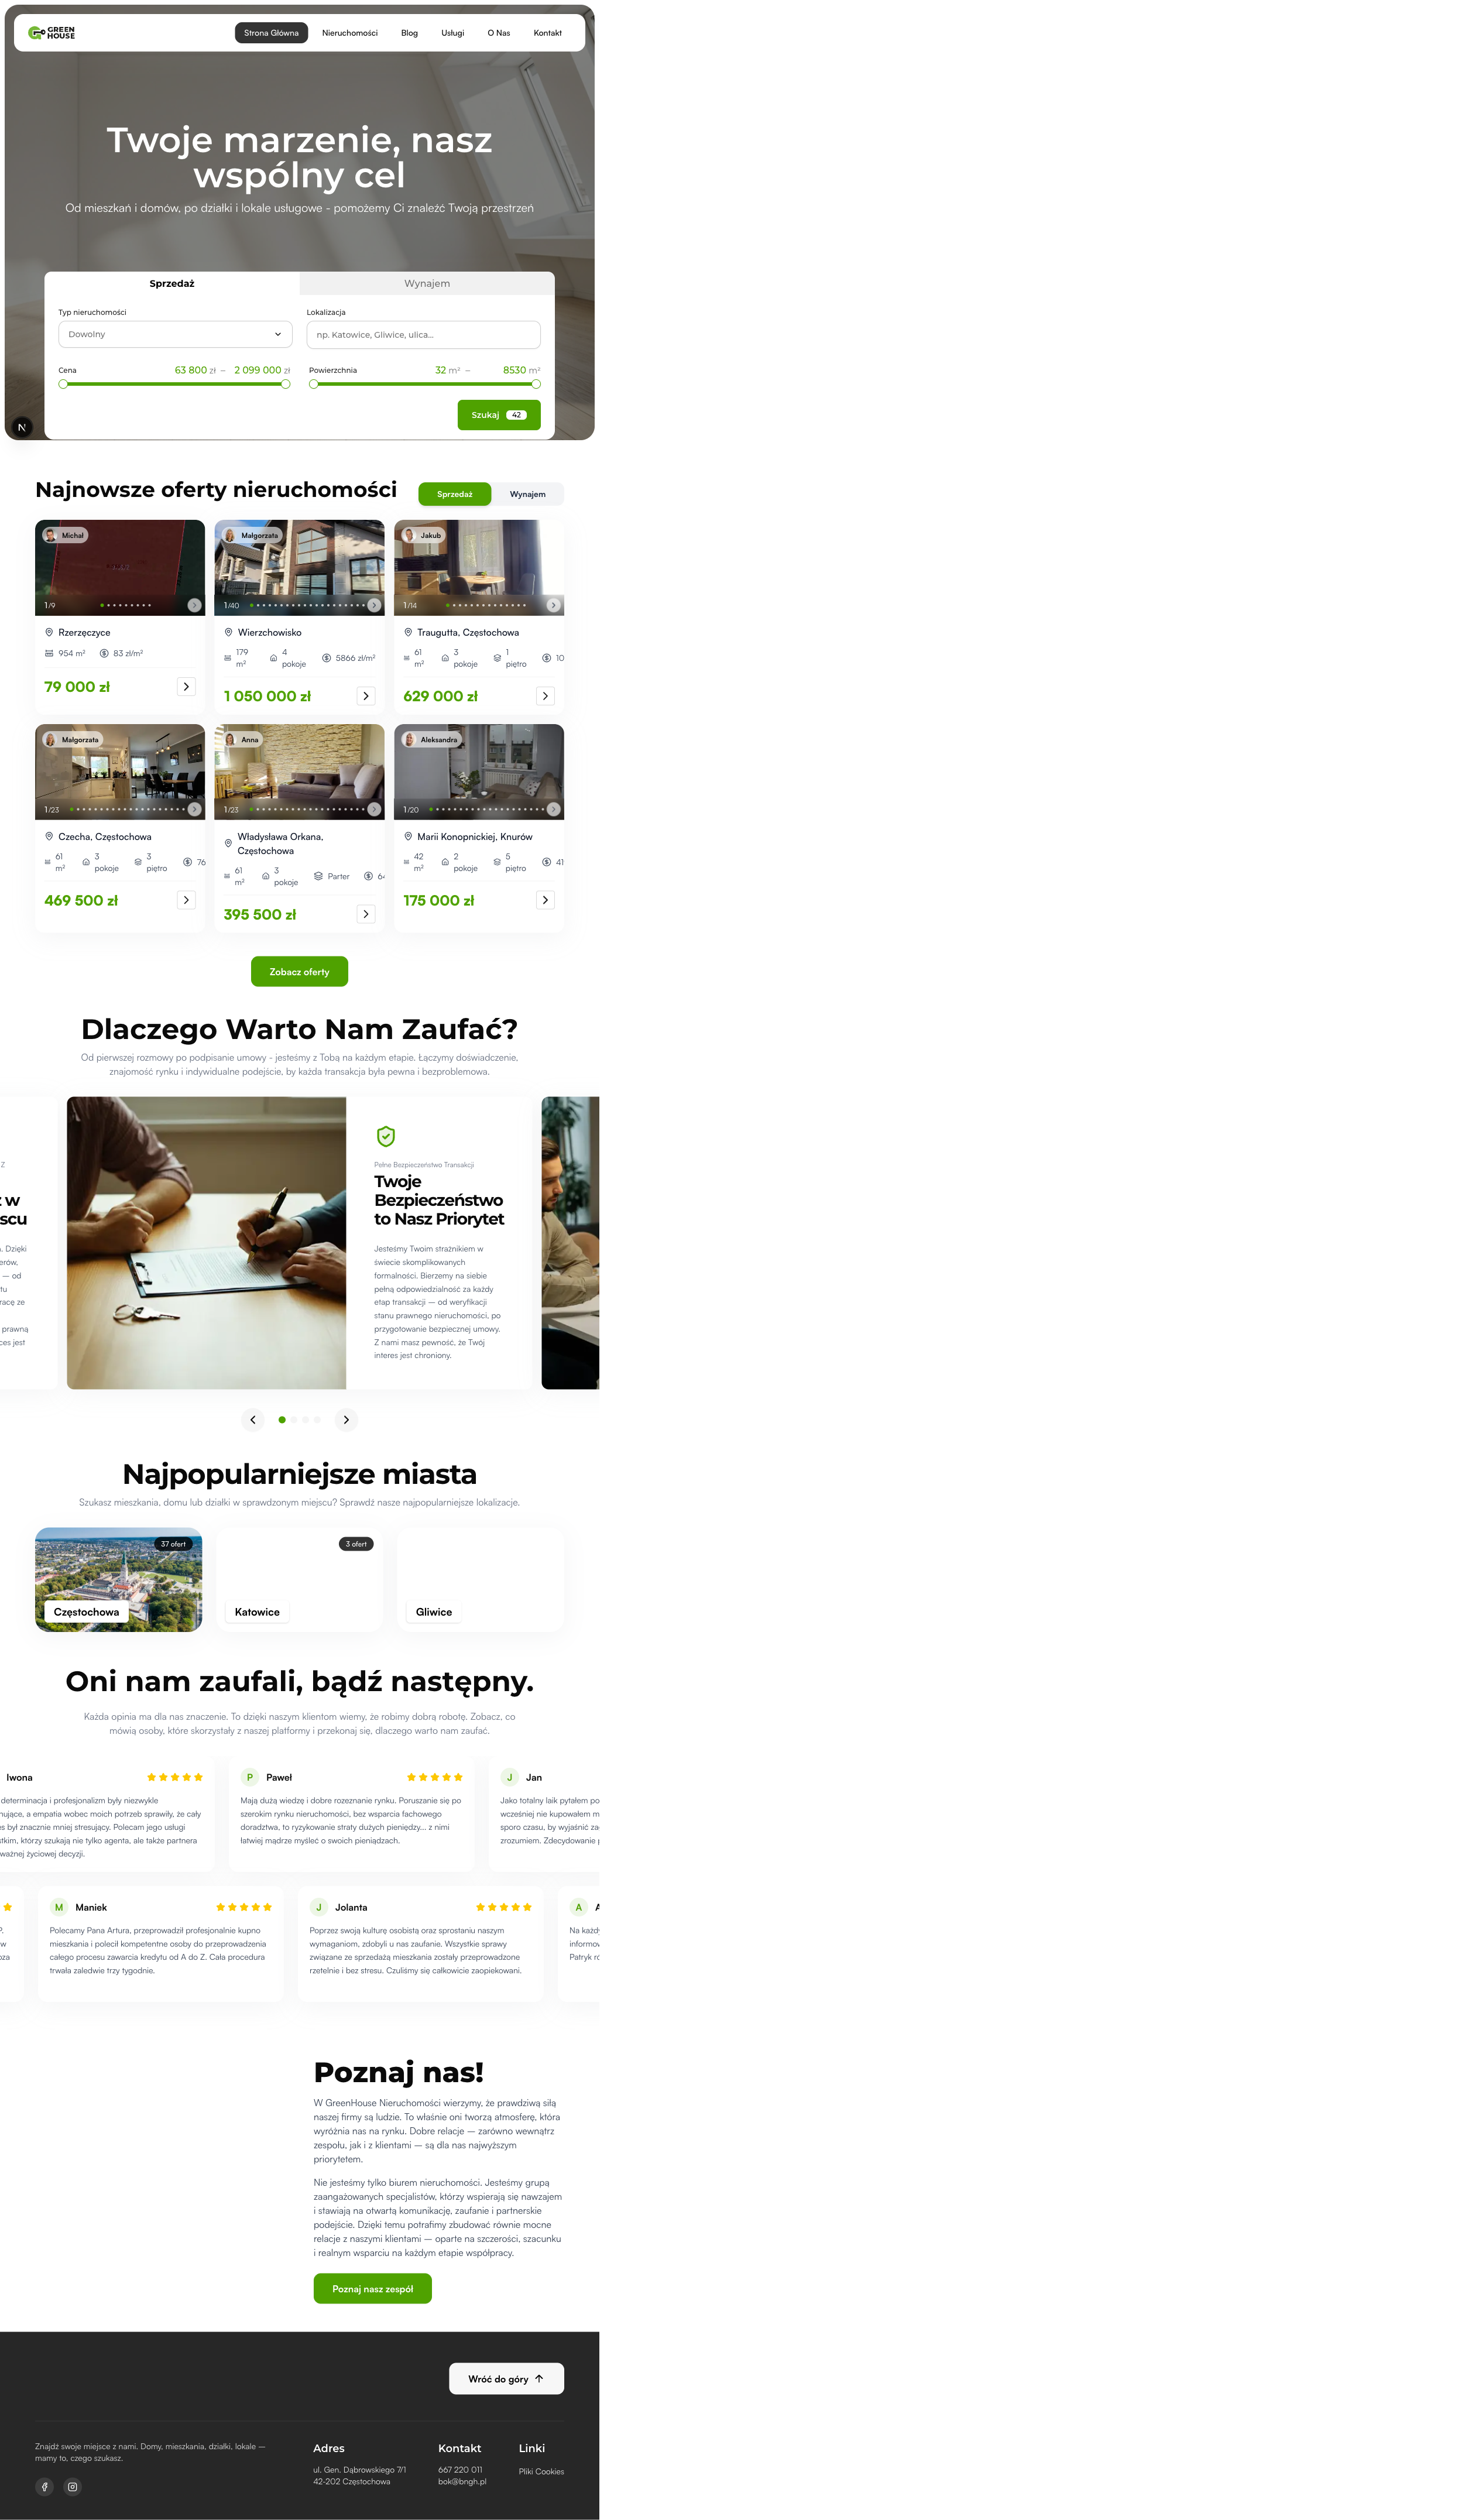 GREEN
HOUSE
Strona Główna
Nieruchomości
Blog
Usługi
O Nas
Kontakt
Twoje marzenie, nasz
wspólny cel
Od mieszkań i domów, po działki i lokale usługowe - pomożemy Ci znaleźć Twoją przestrzeń
Sprzedaż
Wynajem
Typ nieruchomości
Dowolny
Lokalizacja
np. Katowice, Gliwice, ulica...
Cena
63 800 zł – 2 099 000 zł
Powierzchnia
32 m² – 8530 m²
Szukaj 42
N
Najnowsze oferty nieruchomości
Sprzedaż
Wynajem
Michał
1/9
Rzerzęczyce
954 m²
83 zł/m²
79 000 zł
Małgorzata
1/40
Wierzchowisko
179 m²
4 pokoje
5866 zł/m²
1 050 000 zł
Jakub
1/14
Traugutta, Częstochowa
61 m²
3 pokoje
1 piętro
10
629 000 zł
Małgorzata
1/23
Czecha, Częstochowa
61 m²
3 pokoje
3 piętro
76
469 500 zł
Anna
1/23
Władysława Orkana,
Częstochowa
61 m²
3 pokoje
Parter
64
395 500 zł
Aleksandra
1/20
Marii Konopnickiej, Knurów
42 m²
2 pokoje
5 piętro
41
175 000 zł
Zobacz oferty
Dlaczego Warto Nam Zaufać?
Od pierwszej rozmowy po podpisanie umowy - jesteśmy z Tobą na każdym etapie. Łączymy doświadczenie,
znajomość rynku i indywidualne podejście, by każda transakcja była pewna i bezproblemowa.
Z
w
scu
. Dzięki
erów,
— od
tu
racę ze
prawną
ces jest
Pełne Bezpieczeństwo Transakcji
Twoje
Bezpieczeństwo
to Nasz Priorytet
Jesteśmy Twoim strażnikiem w
świecie skomplikowanych
formalności. Bierzemy na siebie
pełną odpowiedzialność za każdy
etap transakcji — od weryfikacji
stanu prawnego nieruchomości, po
przygotowanie bezpiecznej umowy.
Z nami masz pewność, że Twój
interes jest chroniony.
Najpopularniejsze miasta
Szukasz mieszkania, domu lub działki w sprawdzonym miejscu? Sprawdź nasze najpopularniejsze lokalizacje.
37 ofert
Częstochowa
3 ofert
Katowice
Gliwice
Oni nam zaufali, bądź następny.
Każda opinia ma dla nas znaczenie. To dzięki naszym klientom wiemy, że robimy dobrą robotę. Zobacz, co
mówią osoby, które skorzystały z naszej platformy i przekonaj się, dlaczego warto nam zaufać.
Iwona
determinacja i profesjonalizm były niezwykle
nujące, a empatia wobec moich potrzeb sprawiły, że cały
s był znacznie mniej stresujący. Polecam jego usługi
stkim, którzy szukają nie tylko agenta, ale także partnera
ważnej życiowej decyzji.
P
Paweł
Mają dużą wiedzę i dobre rozeznanie rynku. Poruszanie się po
szerokim rynku nieruchomości, bez wsparcia fachowego
doradztwa, to ryzykowanie straty dużych pieniędzy... z nimi
łatwiej mądrze myśleć o swoich pieniądzach.
J
Jan
Jako totalny laik pytałem po
wcześniej nie kupowałem m
sporo czasu, by wyjaśnić za
zrozumiem. Zdecydowanie p
P.
w
oza
M
Maniek
Polecamy Pana Artura, przeprowadził profesjonalnie kupno
mieszkania i polecił kompetentne osoby do przeprowadzenia
całego procesu zawarcia kredytu od A do Z. Cała procedura
trwała zaledwie trzy tygodnie.
J
Jolanta
Poprzez swoją kulturę osobistą oraz sprostaniu naszym
wymaganiom, zdobyli u nas zaufanie. Wszystkie sprawy
związane ze sprzedażą mieszkania zostały przeprowadzone
rzetelnie i bez stresu. Czuliśmy się całkowicie zaopiekowani.
A
A
Na każdy
informow
Patryk ró
Poznaj nas!
W GreenHouse Nieruchomości wierzymy, że prawdziwą siłą
naszej firmy są ludzie. To właśnie oni tworzą atmosferę, która
wyróżnia nas na rynku. Dobre relacje — zarówno wewnątrz
zespołu, jak i z klientami — są dla nas najwyższym
priorytetem.
Nie jesteśmy tylko biurem nieruchomości. Jesteśmy grupą
zaangażowanych specjalistów, którzy wspierają się nawzajem
i stawiają na otwartą komunikację, zaufanie i partnerskie
podejście. Dzięki temu potrafimy zbudować równie mocne
relacje z naszymi klientami — oparte na szczerości, szacunku
i realnym wsparciu na każdym etapie współpracy.
Poznaj nasz zespół
Wróć do góry
Znajdź swoje miejsce z nami. Domy, mieszkania, działki, lokale —
mamy to, czego szukasz.
Adres
ul. Gen. Dąbrowskiego 7/1
42-202 Częstochowa
Kontakt
667 220 011
bok@bngh.pl
Linki
Pliki Cookies